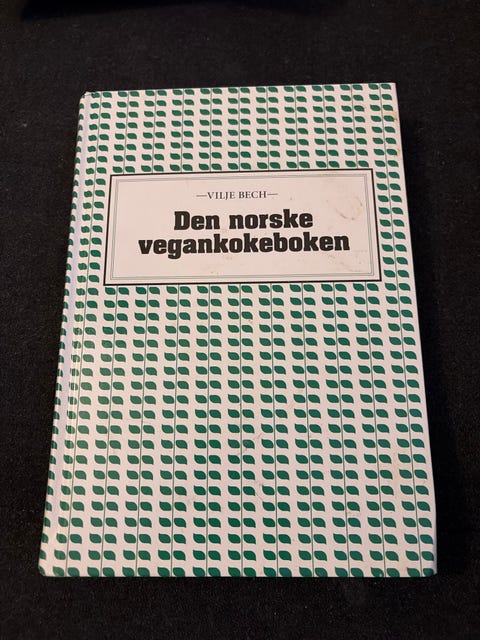 —VILJE BECH—
Den norske
vegankokeboken